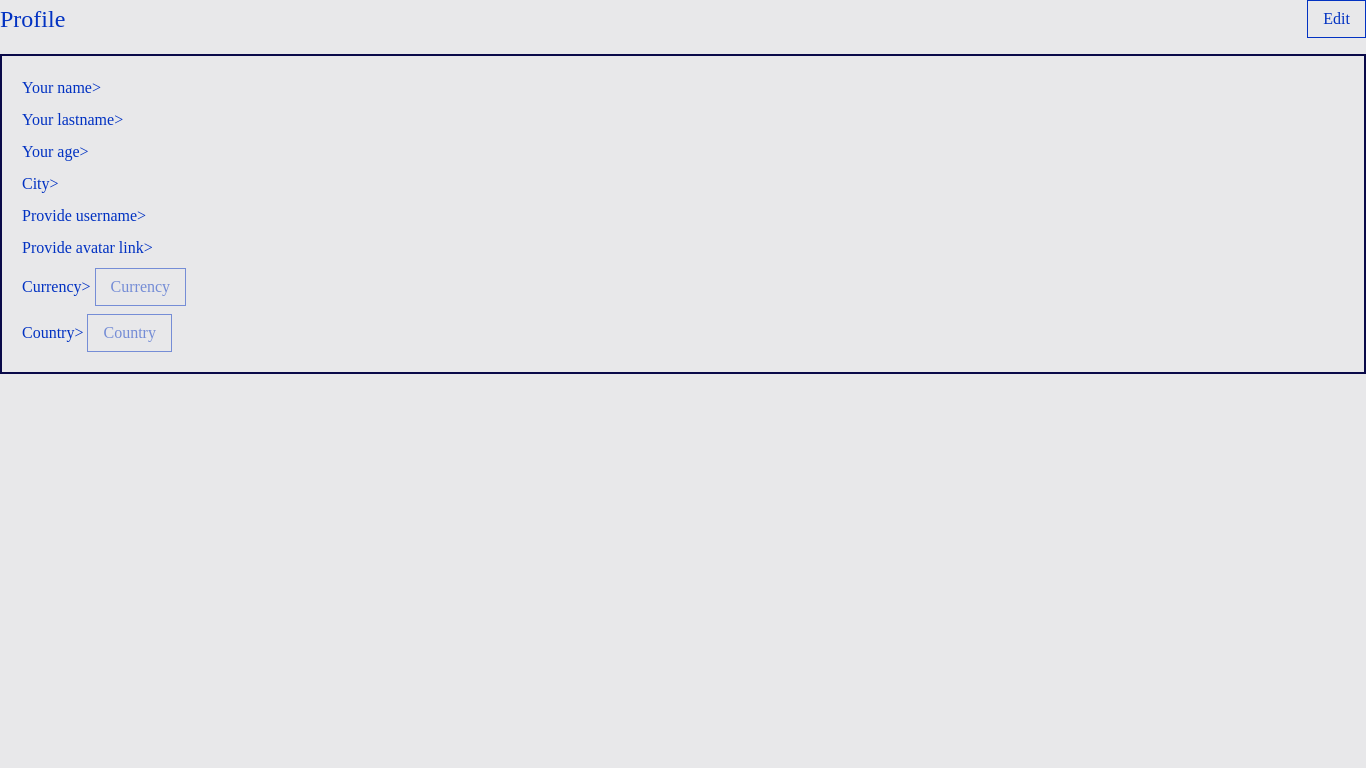 Profile Edit
Your name>
Your lastname>
Your age>
City>
Provide username>
Provide avatar link>
Currency> Currency
Country> Country